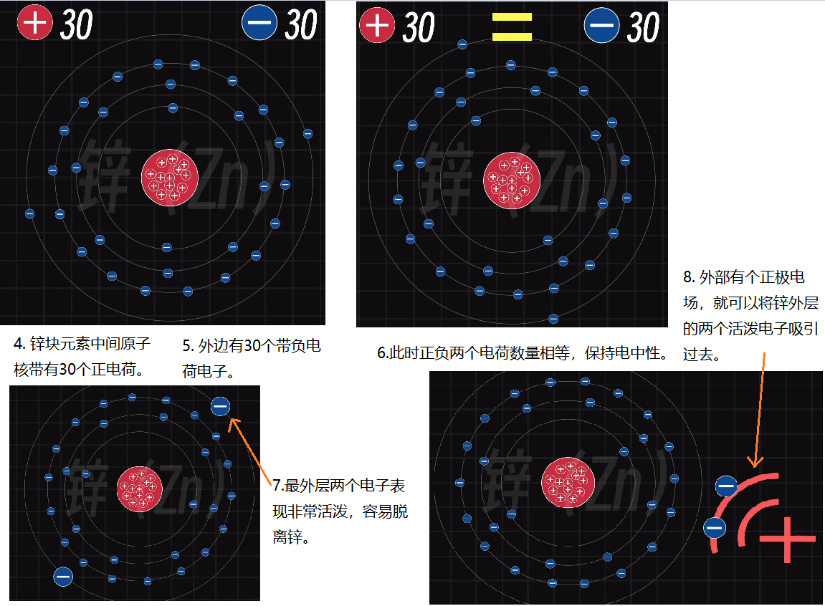 + 30 − 30
+ 30 = − 30
锌 (Zn)
锌 (Zn)
4. 锌块元素中间原子
核带有30个正电荷。
5. 外边有30个带负电
荷电子。
6.此时正负两个电荷数量相等，保持电中性。
8. 外部有个正极电
场，就可以将锌外层
的两个活泼电子吸引
过去。
锌 (Zn)
7.最外层两个电子表
现非常活泼，容易脱
离锌。
锌 (Zn)
+